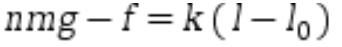 nmg − f = k ( l − l₀ )